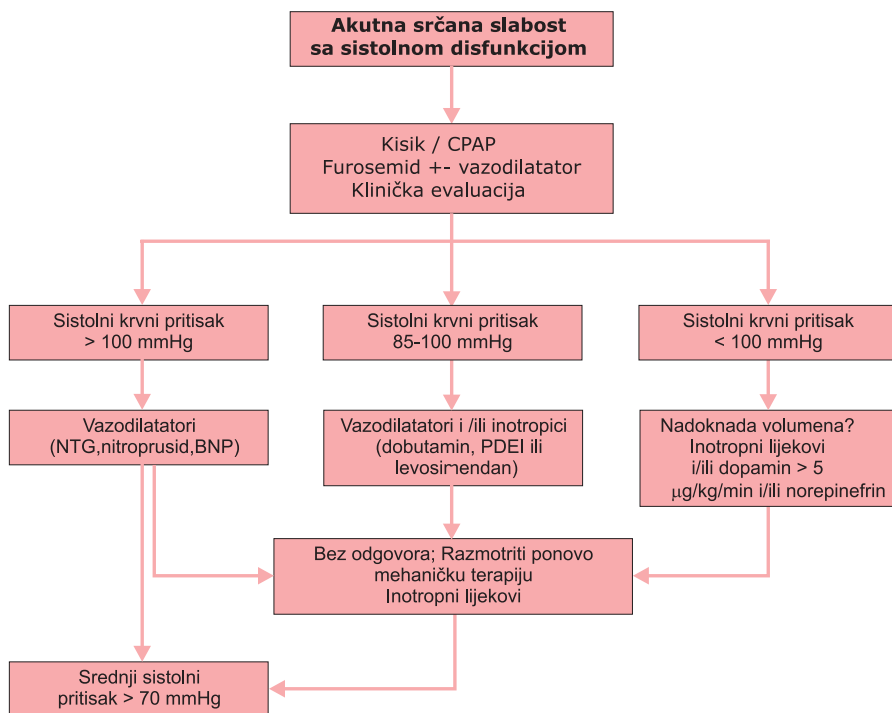 Akutna srčana slabost
sa sistolnom disfunkcijom
Kisik / CPAP
Furosemid +- vazodilatator
Klinička evaluacija
Sistolni krvni pritisak
> 100 mmHg
Sistolni krvni pritisak
85-100 mmHg
Sistolni krvni pritisak
< 100 mmHg
Vazodilatatori
(NTG,nitroprusid,BNP)
Vazodilatatori i /ili inotropici
(dobutamin, PDEI ili
levosimendan)
Nadoknada volumena?
Inotropni lijekovi
i/ili dopamin > 5
µg/kg/min i/ili norepinefrin
Bez odgovora; Razmotriti ponovo
mehaničku terapiju
Inotropni lijekovi
Srednji sistolni
pritisak > 70 mmHg